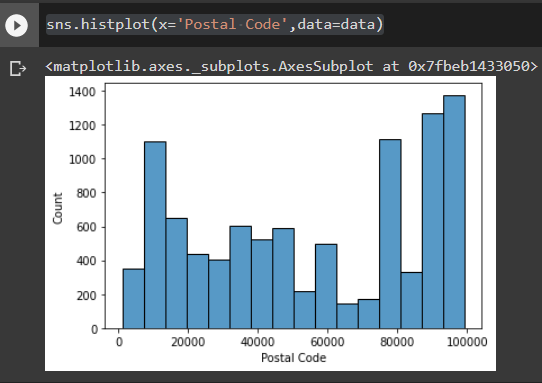 sns.histplot(x='Postal Code',data=data)
<matplotlib.axes._subplots.AxesSubplot at 0x7fbeb1433050>
1400
1200
1000
800
600
400
200
0
Count
0 20000 40000 60000 80000 100000
Postal Code